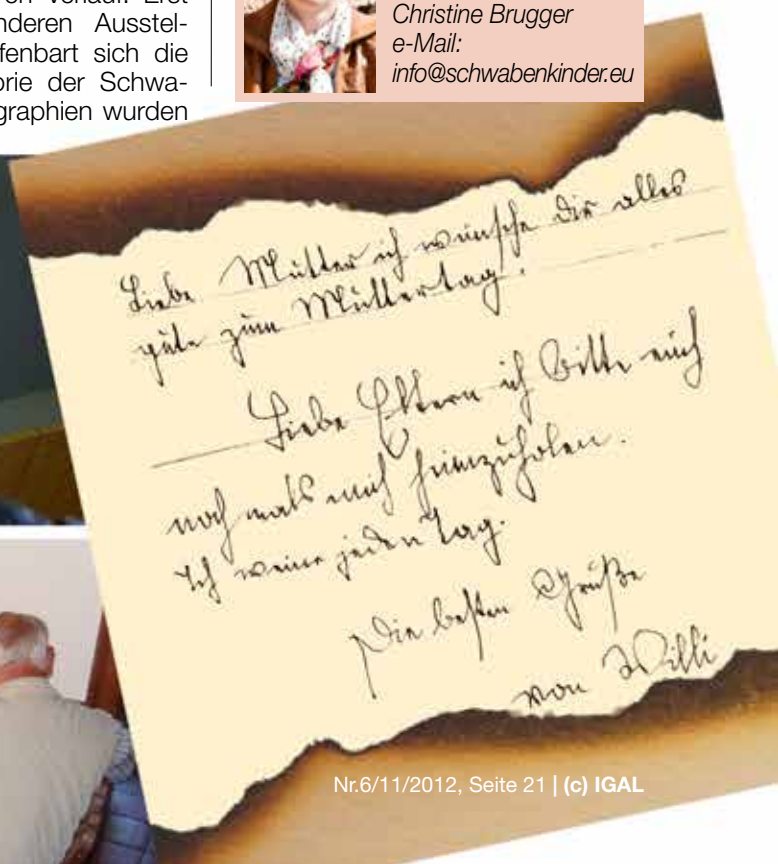 nderen Ausstel-
fenbart sich die
orie der Schwa-
graphien wurden
Christine Brugger
e-Mail:
info@schwabenkinder.eu
Liebe Mutter ich wünsche Dir alles
gute zum Muttertag.
Liebe Eltern ich bitte euch
noch mals mich heimzuholen.
Ich weine jeden Tag.
Die besten Grüße
von Willi
Nr.6/11/2012, Seite 21 | (c) IGAL